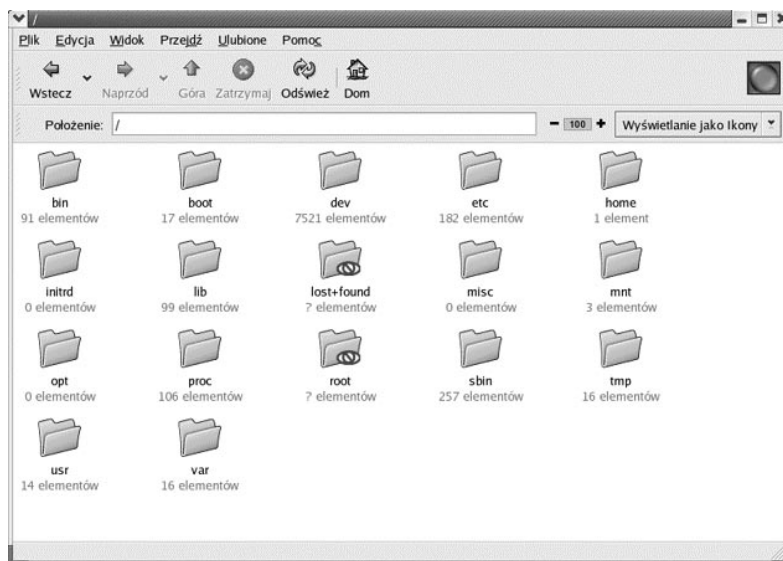 /
Plik Edycja Widok Przejdź Ulubione Pomoc
Wstecz Naprzód Góra Zatrzymaj Odśwież Dom
Położenie: / 100 Wyświetlanie jako Ikony
bin boot dev etc home
91 elementów 17 elementów 7521 elementów 182 elementów 1 element
initrd lib lost+found misc mnt
0 elementów 99 elementów ? elementów 0 elementów 3 elementów
opt proc root sbin tmp
0 elementów 106 elementów ? elementów 257 elementów 16 elementów
usr var
14 elementów 16 elementów